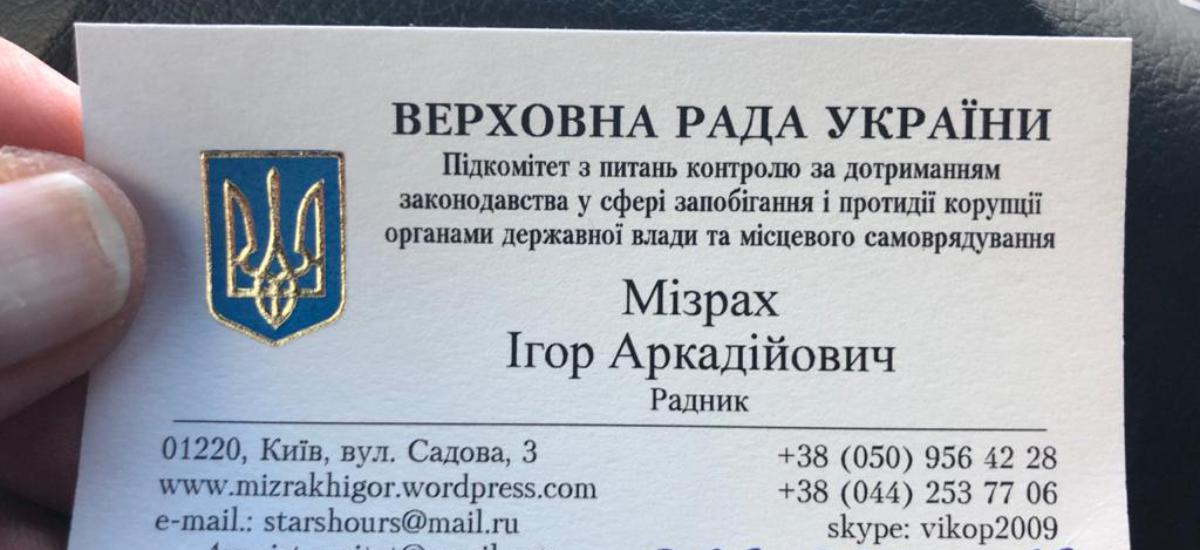 ВЕРХОВНА РАДА УКРАЇНИ
Підкомітет з питань контролю за дотриманням
законодавства у сфері запобігання і протидії корупції
органами державної влади та місцевого самоврядування
Мізрах
Ігор Аркадійович
Радник
01220, Київ, вул. Садова, 3
www.mizrakhigor.wordpress.com
e-mail.: starshours@mail.ru
+38 (050) 956 42 28
+38 (044) 253 77 06
skype: vikop2009